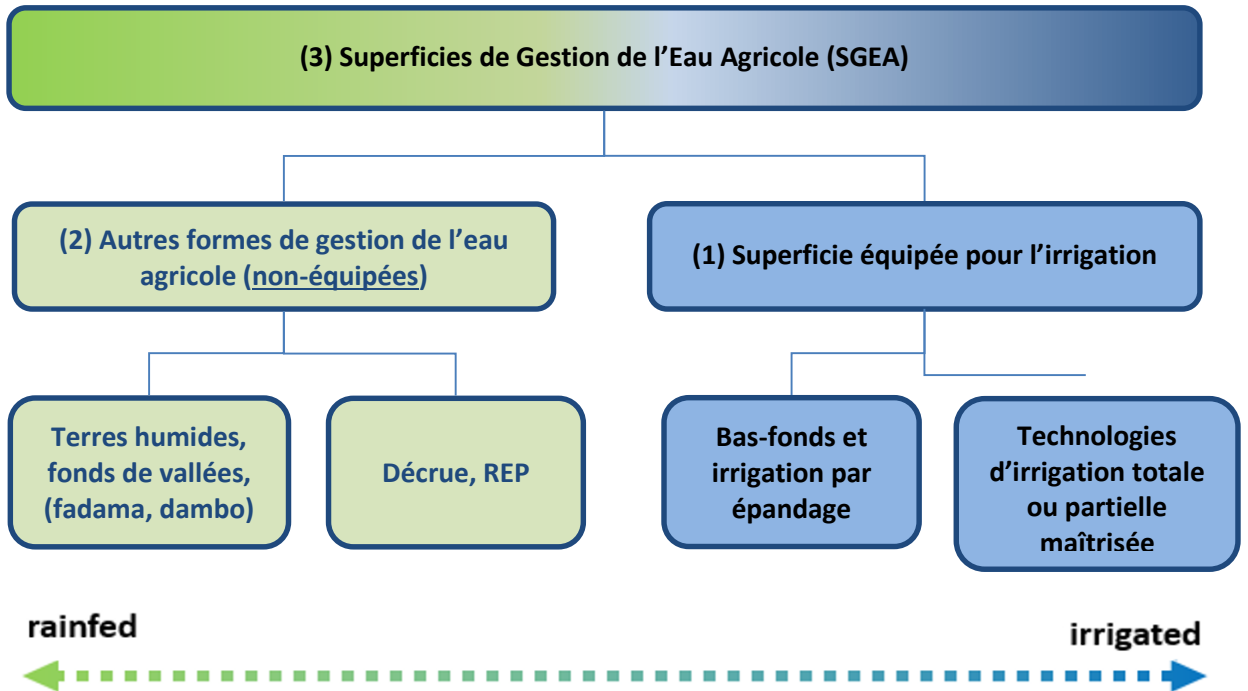 (3) Superficies de Gestion de l’Eau Agricole (SGEA)
(2) Autres formes de gestion de l’eau
agricole (non-équipées)
(1) Superficie équipée pour l’irrigation
Terres humides,
fonds de vallées,
(fadama, dambo)
Décrue, REP
Bas-fonds et
irrigation par
épandage
Technologies
d’irrigation totale
ou partielle
maîtrisée
rainfed
irrigated